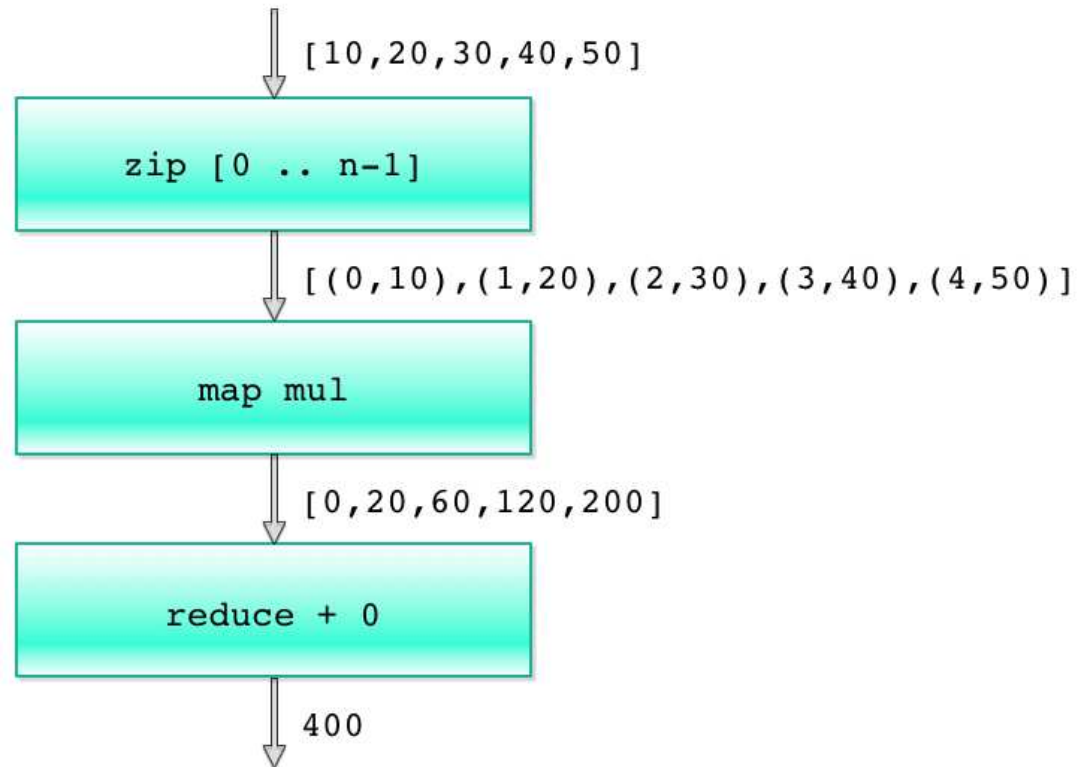 [10,20,30,40,50]
zip [0 .. n-1]
[(0,10),(1,20),(2,30),(3,40),(4,50)]
map mul
[0,20,60,120,200]
reduce + 0
400